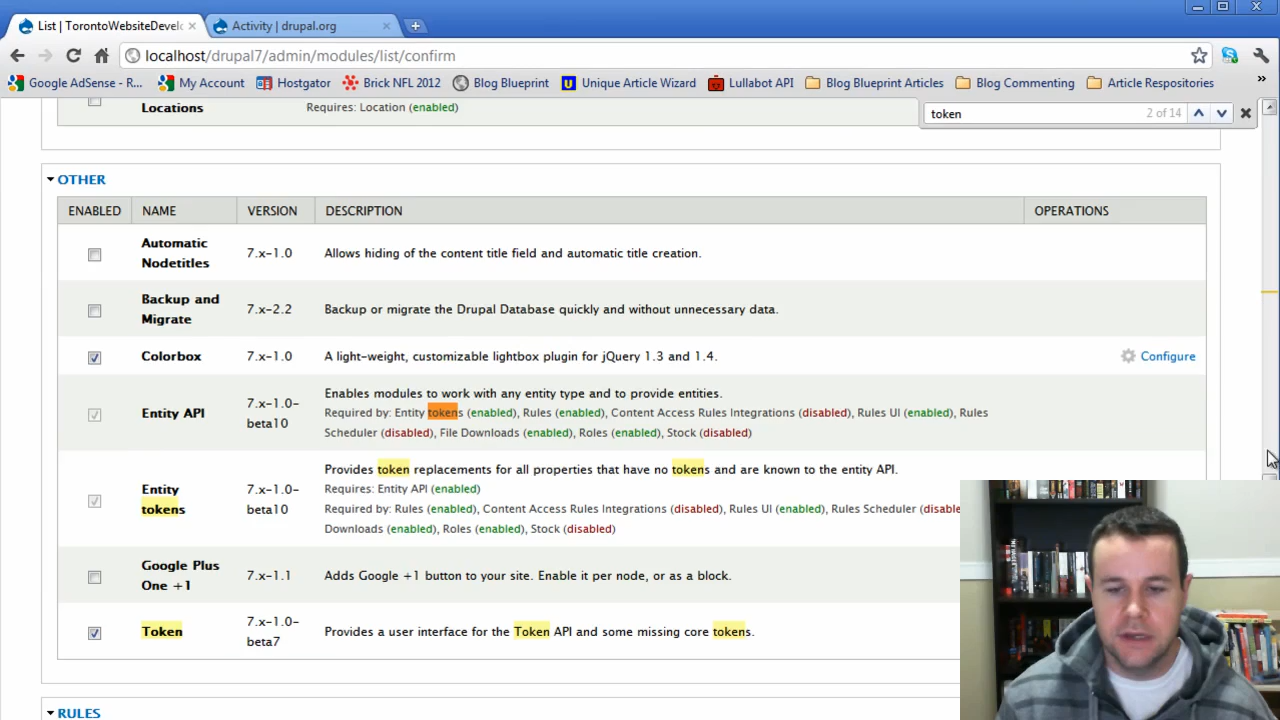 List | TorontoWebsiteDevel
Activity | drupal.org
localhost/drupal7/admin/modules/list/confirm
Google AdSense - R...
My Account
Hostgator
Brick NFL 2012
Blog Blueprint
Unique Article Wizard
Lullabot API
Blog Blueprint Articles
Blog Commenting
Article Respositories
»
token
2 of 14
Locations
Requires: Location (enabled)
OTHER
ENABLED NAME VERSION DESCRIPTION OPERATIONS
Automatic
Nodetitles
7.x-1.0
Allows hiding of the content title field and automatic title creation.
Backup and
Migrate
7.x-2.2
Backup or migrate the Drupal Database quickly and without unnecessary data.
Colorbox
7.x-1.0
A light-weight, customizable lightbox plugin for jQuery 1.3 and 1.4.
Configure
Entity API
7.x-1.0-
beta10
Enables modules to work with any entity type and to provide entities.
Required by: Entity tokens (enabled), Rules (enabled), Content Access Rules Integrations (disabled), Rules UI (enabled), Rules
Scheduler (disabled), File Downloads (enabled), Roles (enabled), Stock (disabled)
Entity
tokens
7.x-1.0-
beta10
Provides token replacements for all properties that have no tokens and are known to the entity API.
Requires: Entity API (enabled)
Required by: Rules (enabled), Content Access Rules Integrations (disabled), Rules UI (enabled), Rules Scheduler (disable
Downloads (enabled), Roles (enabled), Stock (disabled)
Google Plus
One +1
7.x-1.1
Adds Google +1 button to your site. Enable it per node, or as a block.
Token
7.x-1.0-
beta7
Provides a user interface for the Token API and some missing core tokens.
RULES